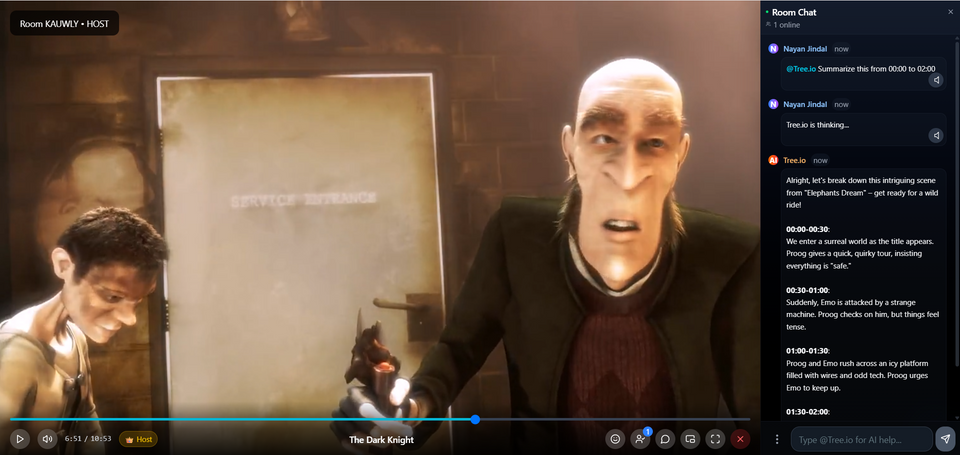 Room KAUWLY • HOST
SERVICE ENTRANCE
6:51 / 10:53
Host
The Dark Knight
1
Room Chat
1 online
N
Nayan Jindal now
@Tree.io Summarize this from 00:00 to 02:00
N
Nayan Jindal now
Tree.io is thinking...
AI
Tree.io now
Alright, let's break down this intriguing scene
from "Elephants Dream" – get ready for a wild
ride!
00:00-00:30:
We enter a surreal world as the title appears.
Proog gives a quick, quirky tour, insisting
everything is "safe."
00:30-01:00:
Suddenly, Emo is attacked by a strange
machine. Proog checks on him, but things feel
tense.
01:00-01:30:
Proog and Emo rush across an icy platform
filled with wires and odd tech. Proog urges
Emo to keep up.
01:30-02:00:
Type @Tree.io for AI help...